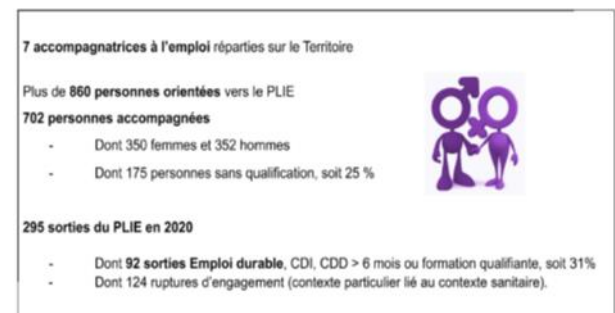 7 accompagnatrices à l'emploi réparties sur le Territoire
Plus de 860 personnes orientées vers le PLIE
702 personnes accompagnées
- Dont 350 femmes et 352 hommes
- Dont 175 personnes sans qualification, soit 25 %
295 sorties du PLIE en 2020
- Dont 92 sorties Emploi durable, CDI, CDD > 6 mois ou formation qualifiante, soit 31%
- Dont 124 ruptures d'engagement (contexte particulier lié au contexte sanitaire).